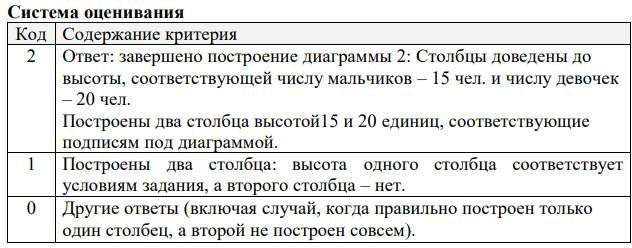 Система оценивания
Код Содержание критерия
2 Ответ: завершено построение диаграммы 2: Столбцы доведены до
высоты, соответствующей числу мальчиков – 15 чел. и числу девочек
– 20 чел.
Построены два столбца высотой15 и 20 единиц, соответствующие
подписям под диаграммой.
1 Построены два столбца: высота одного столбца соответствует
условиям задания, а второго столбца – нет.
0 Другие ответы (включая случай, когда правильно построен только
один столбец, а второй не построен совсем).